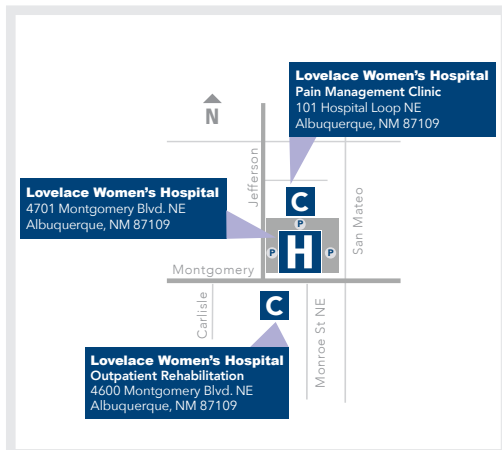 Lovelace Women's Hospital
Pain Management Clinic
101 Hospital Loop NE
Albuquerque, NM 87109
N
Jefferson
San Mateo
C
Lovelace Women's Hospital
4701 Montgomery Blvd. NE
Albuquerque, NM 87109
P
P
H
P
Montgomery
Carlisle
C
Monroe St NE
Lovelace Women's Hospital
Outpatient Rehabilitation
4600 Montgomery Blvd. NE
Albuquerque, NM 87109